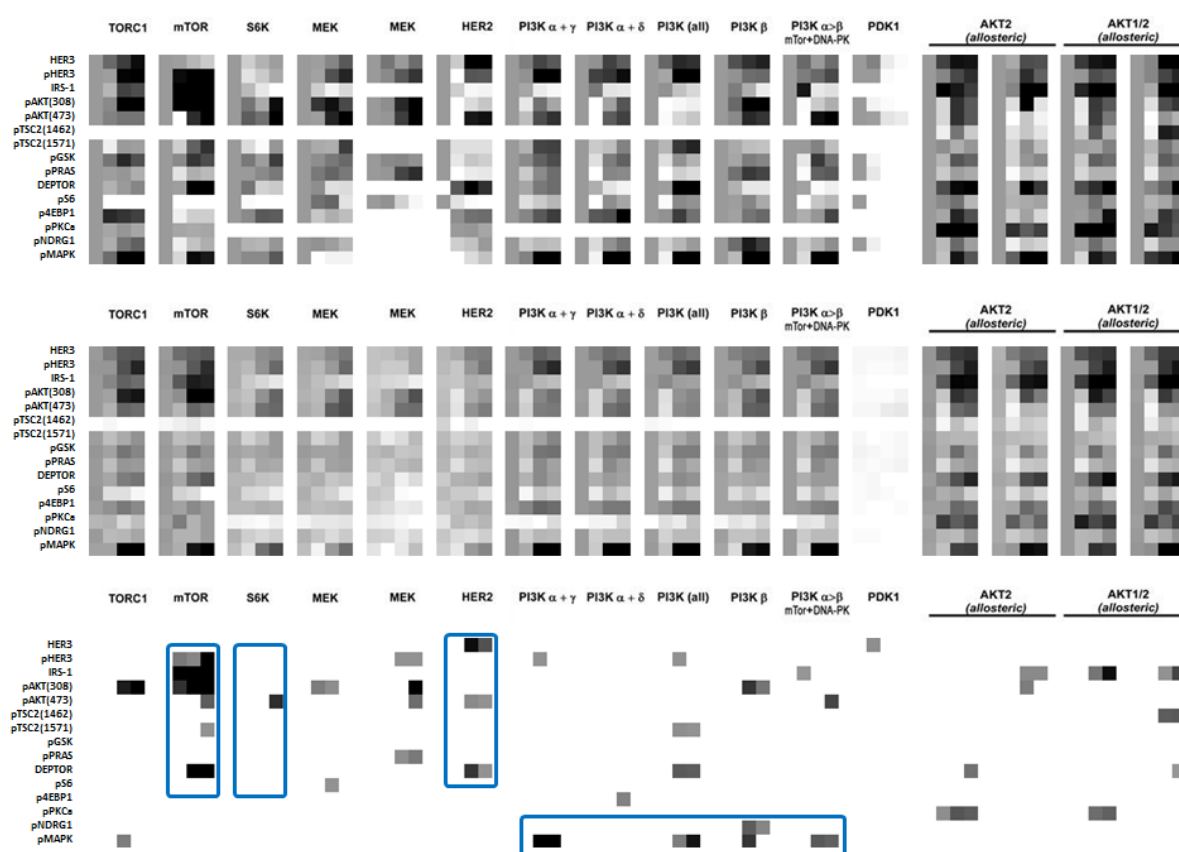 TORC1 mTOR S6K MEK MEK HER2 PI3K α + γ PI3K α + δ PI3K (all) PI3K β PI3K α>β PDK1 AKT2 AKT1/2
mTor+DNA-PK (allosteric) (allosteric)
HER3
pHER3
IRS-1
pAKT(308)
pAKT(473)
pTSC2(1462)
pTSC2(1571)
pGSK
pPRAS
DEPTOR
pS6
p4EBP1
pPKCa
pNDRG1
pMAPK
TORC1 mTOR S6K MEK MEK HER2 PI3K α + γ PI3K α + δ PI3K (all) PI3K β PI3K α>β PDK1 AKT2 AKT1/2
mTor+DNA-PK (allosteric) (allosteric)
HER3
pHER3
IRS-1
pAKT(308)
pAKT(473)
pTSC2(1462)
pTSC2(1571)
pGSK
pPRAS
DEPTOR
pS6
p4EBP1
pPKCa
pNDRG1
pMAPK
TORC1 mTOR S6K MEK MEK HER2 PI3K α + γ PI3K α + δ PI3K (all) PI3K β PI3K α>β PDK1 AKT2 AKT1/2
mTor+DNA-PK (allosteric) (allosteric)
HER3
pHER3
IRS-1
pAKT(308)
pAKT(473)
pTSC2(1462)
pTSC2(1571)
pGSK
pPRAS
DEPTOR
pS6
p4EBP1
pPKCa
pNDRG1
pMAPK